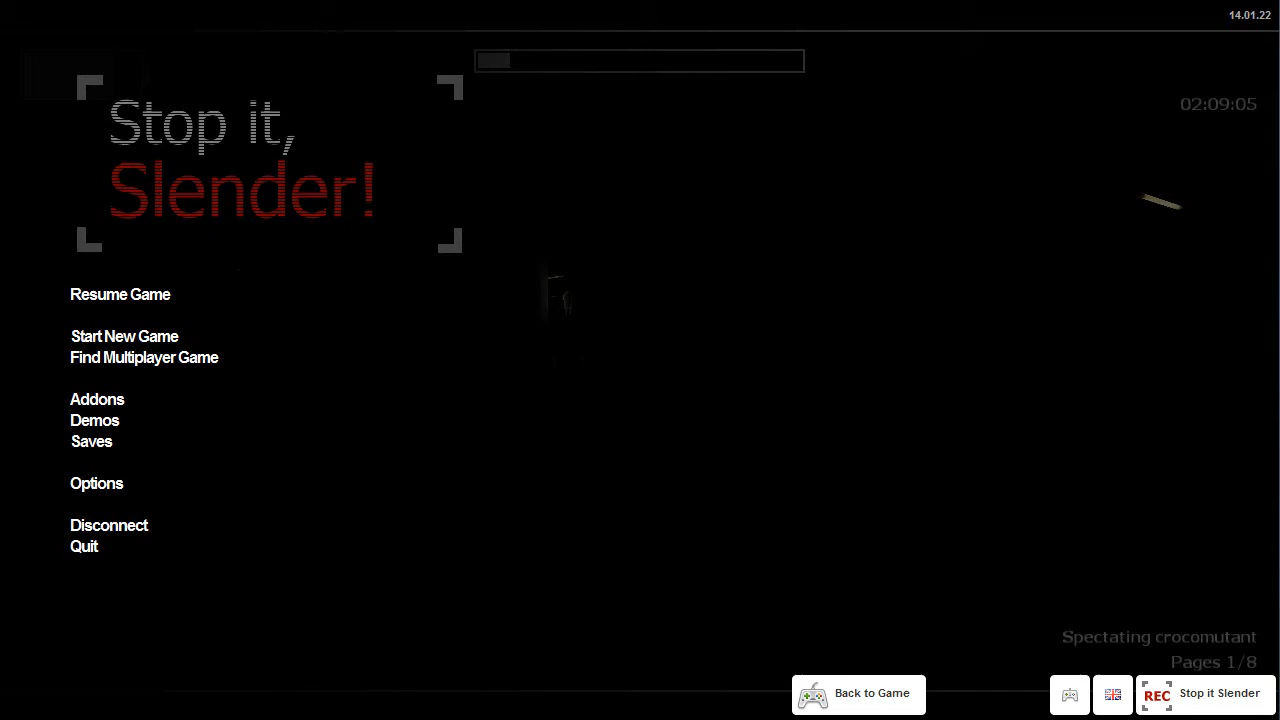 14.01.22
02:09:05
Stop it,
Slender!
Resume Game
Start New Game
Find Multiplayer Game
Addons
Demos
Saves
Options
Disconnect
Quit
Spectating crocomutant
Pages 1/8
Back to Game
REC Stop it Slender